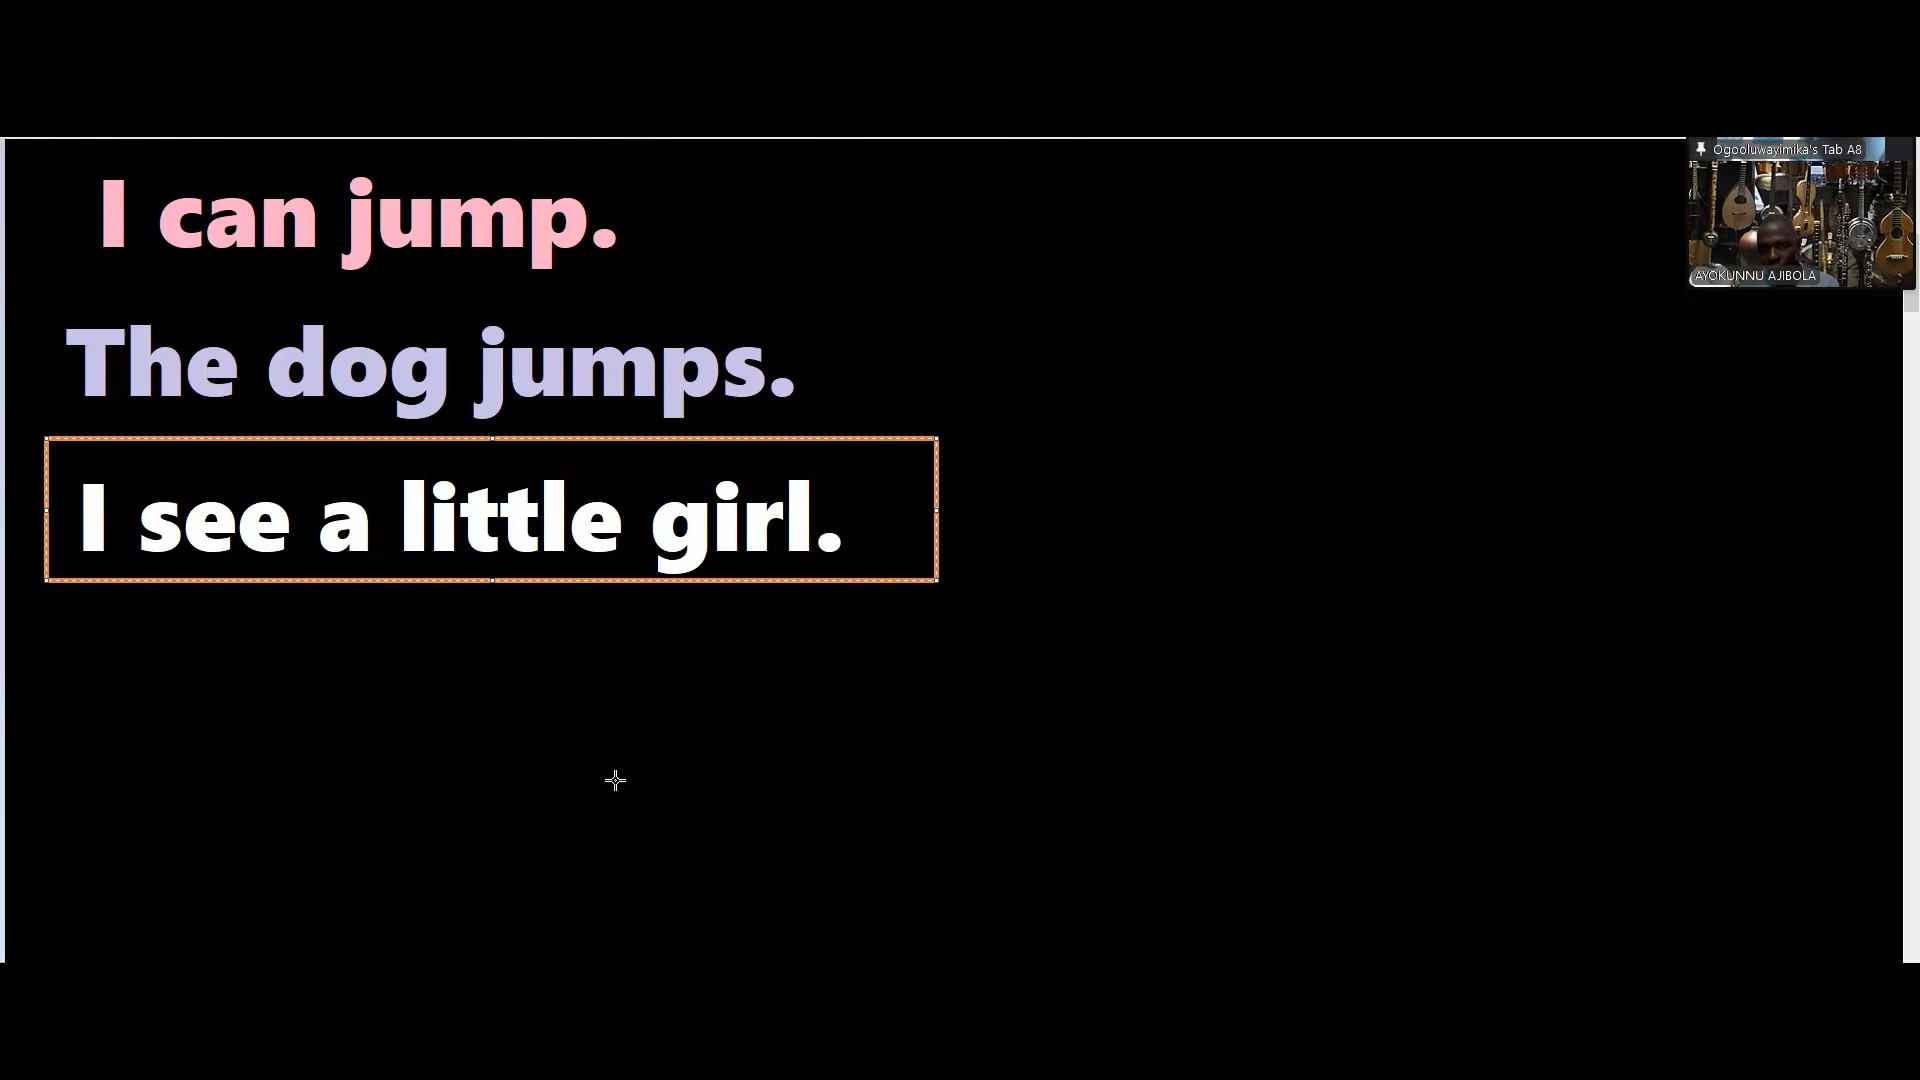 I can jump.
The dog jumps.
I see a little girl.
Ogooluwayimika's Tab A8
AYOKUNNU AJIBOLA